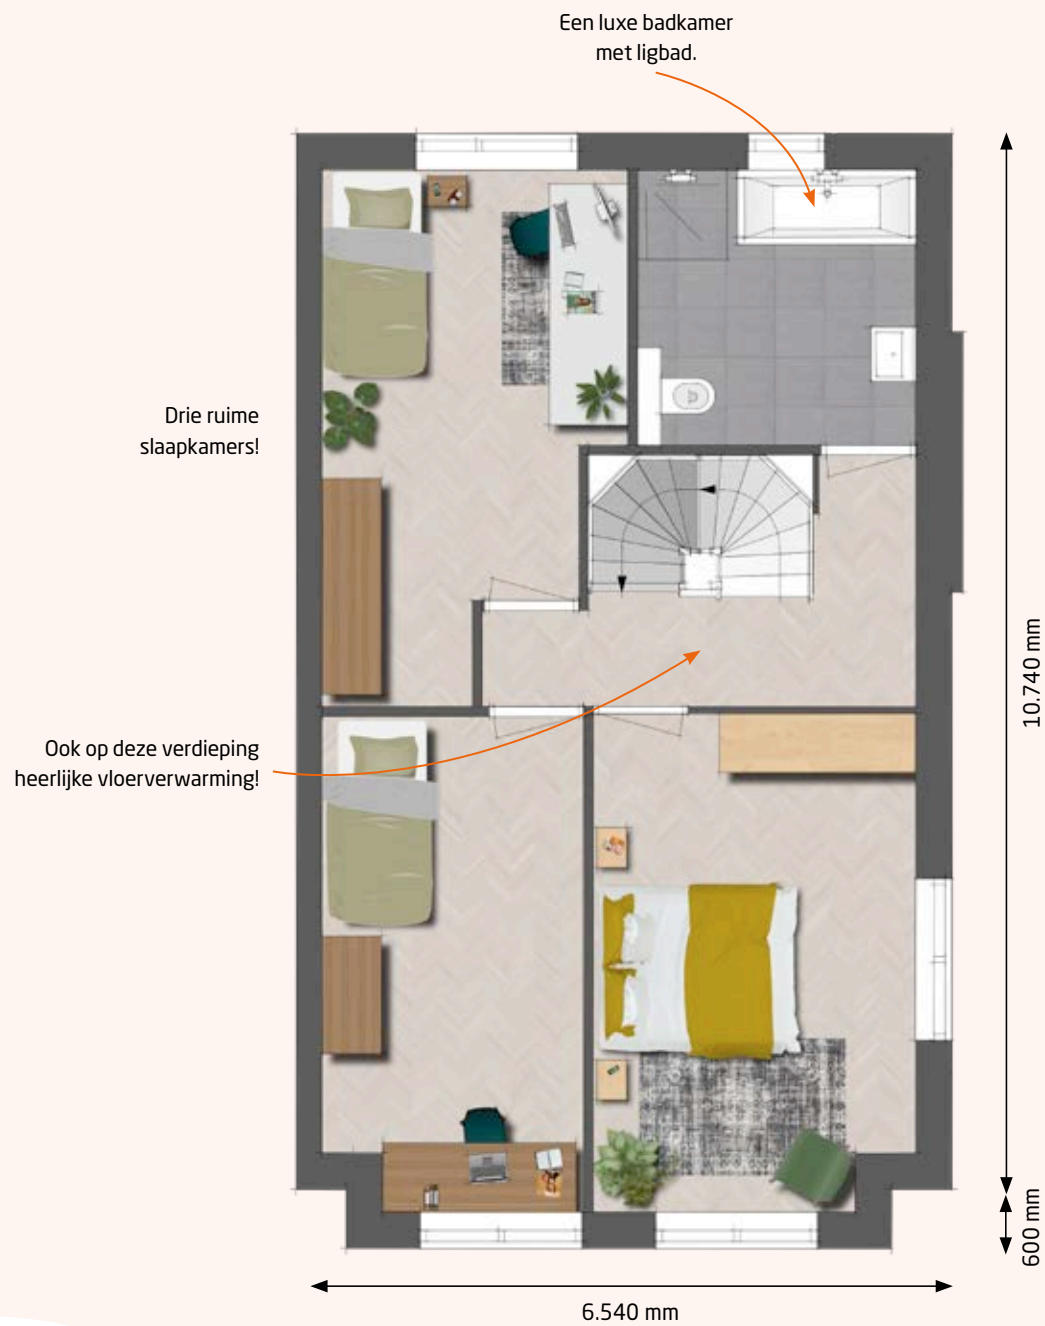 Een luxe badkamer
met ligbad.
Drie ruime
slaapkamers!
Ook op deze verdieping
heerlijke vloerverwarming!
10.740 mm
600 mm
6.540 mm